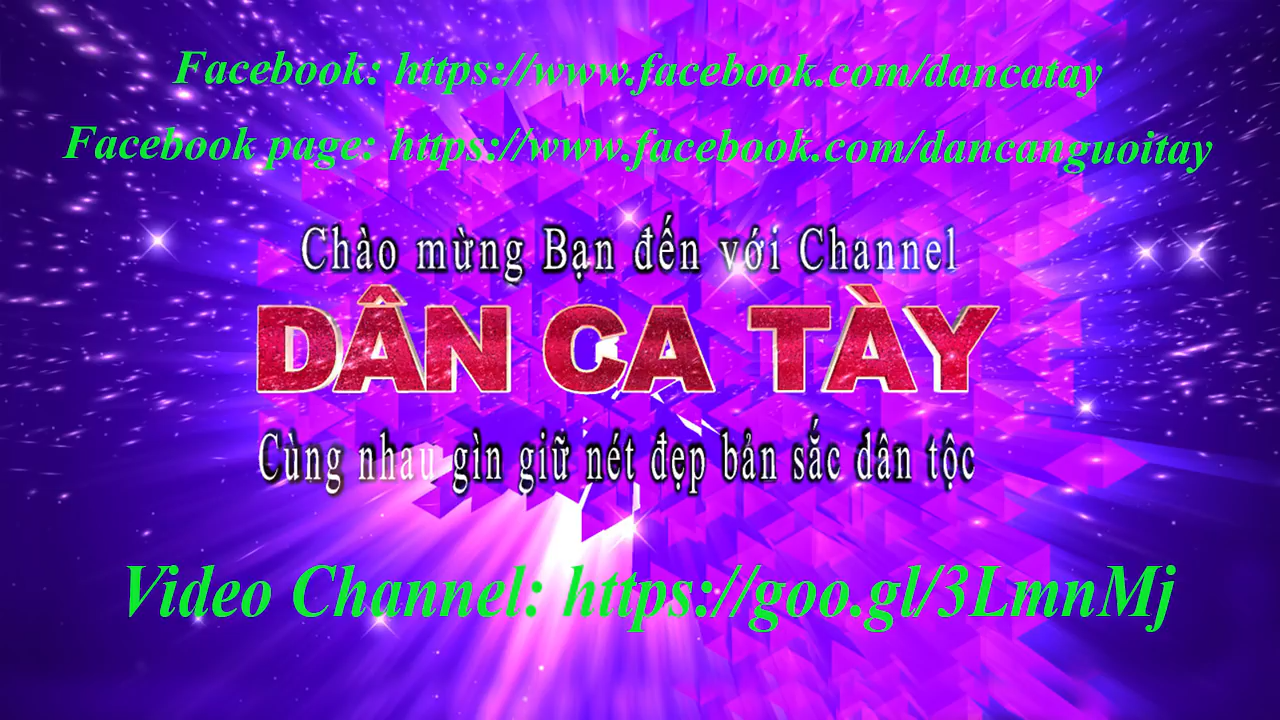 Facebook: https://www.facebook.com/dancatay
Facebook page: https://www.facebook.com/dancanguoitay
Chào mừng Bạn đến với Channel
DÂN CA TÀY
Cùng nhau gìn giữ nét đẹp bản sắc dân tộc
Video Channel: https://goo.gl/3LmnMj